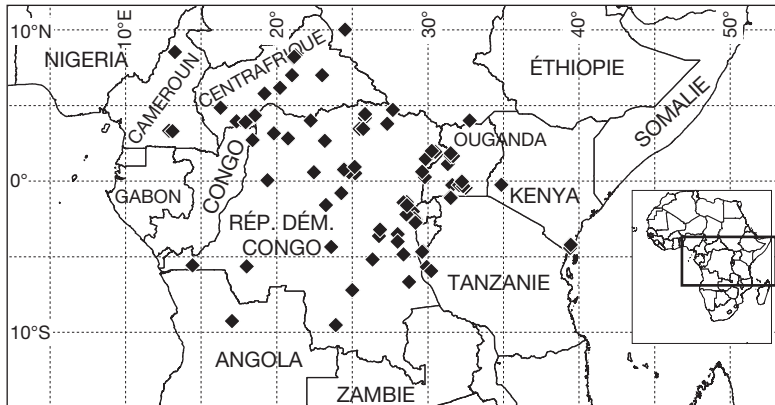 10°N
10°E
20°
30°
40°
50°
NIGERIA
CAMEROUN
CENTRAFRIQUE
ÉTHIOPIE
SOMALIE
OUGANDA
0°
GABON
CONGO
KENYA
RÉP. DÉM.
CONGO
TANZANIE
10°S
ANGOLA
ZAMBIE